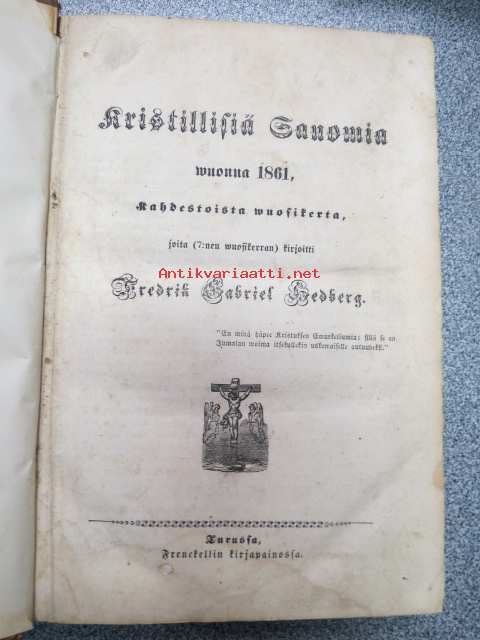 Kristillisiä Sanomia
wuonna 1861,
Kahdestoista wuosikerta,
joita (7:nen wuosikerran) kirjoitti
Antikvariaatti.net
Fredrik Gabriel Hedberg.
"En minä häpee Kristuksen Ewankeliumia; sillä se on
Jumalan woima itsekullekin uskowaiselle autuudeksi."
Turussa,
Frenckellin kirjapainossa.